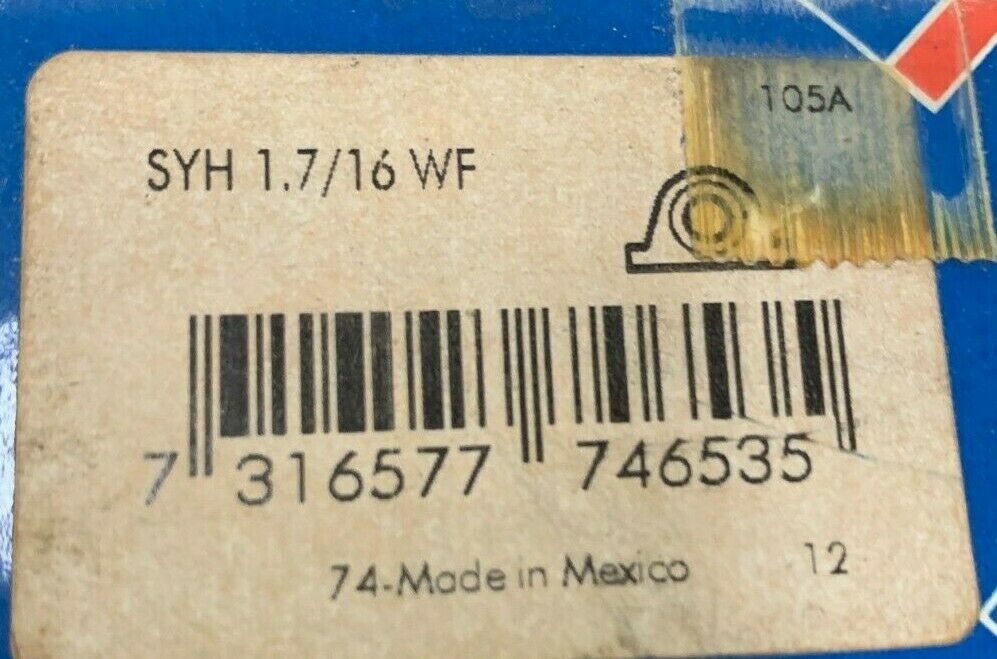 105A
SYH 1.7/16 WF
7 316577 746535
74-Made in Mexico 12